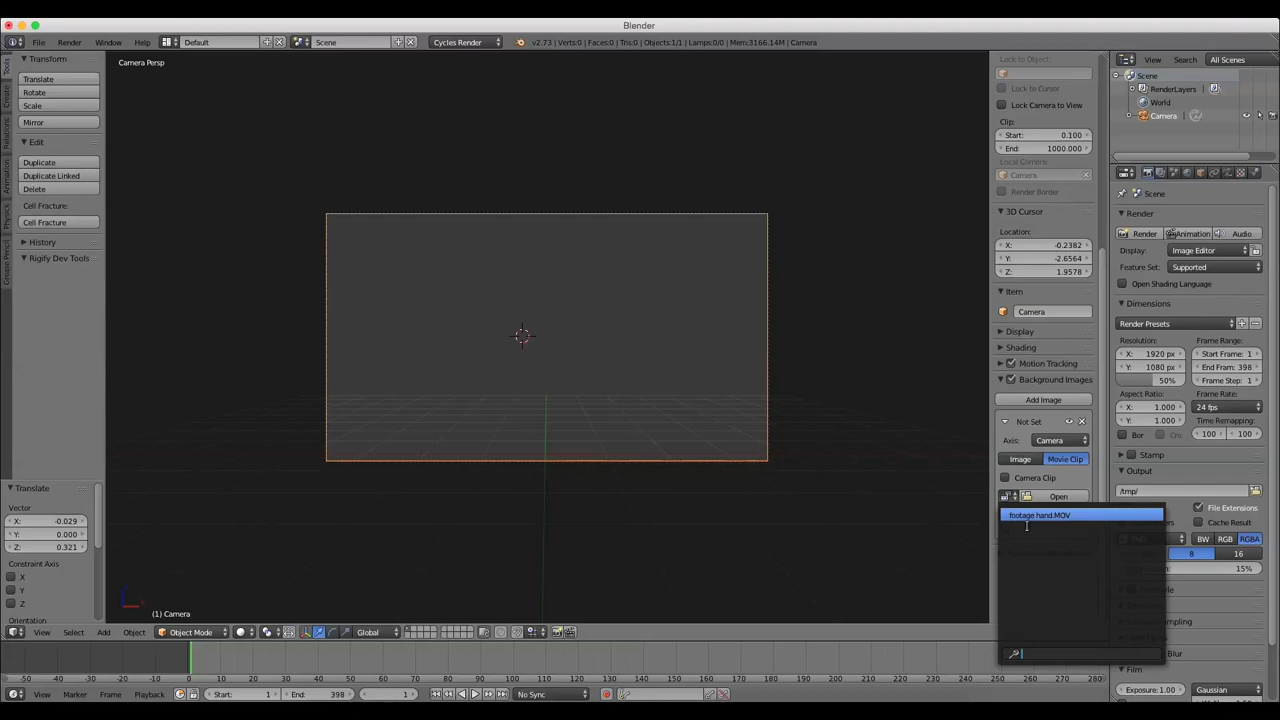 Blender
File Render Window Help Default Scene Cycles Render v2.73 | Verts:0 | Faces:0 | Tris:0 | Objects:1/1 | Lamps:0/0 | Mem:3166.14M | Camera
Tools
Create
Relations
Animation
Physics
Grease Pencil
Transform
Translate
Rotate
Scale
Mirror
Edit
Duplicate
Duplicate Linked
Delete
Cell Fracture:
Cell Fracture
History
Rigify Dev Tools
Translate
Vector
X: -0.029
Y: 0.000
Z: 0.321
Constraint Axis
X
Y
Z
Orientation
Camera Persp
(1) Camera
View Select Add Object Object Mode Global
Lock to Object:
Lock to Cursor
Lock Camera to View
Clip:
Start: 0.100
End: 1000.000
Local Camera:
Camera
Render Border
3D Cursor
Location:
X: -0.2382
Y: -2.6564
Z: 1.9578
Item
Camera
Display
Shading
Motion Tracking
Background Images
Add Image
Not Set
Axis: Camera
Image Movie Clip
Camera Clip
Open
footage hand.MOV
View Search All Scenes
Scene
RenderLayers
World
Camera
Scene
Render
Render Animation Audio
Display: Image Editor
Feature Set: Supported
Open Shading Language
Dimensions
Render Presets
Resolution: Frame Range:
X: 1920 px Start Frame: 1
Y: 1080 px End Fram: 398
50% Frame Step: 1
Aspect Ratio: Frame Rate:
X: 1.000 24 fps
Y: 1.000 Time Remapping:
Bor Cro 100 100
Stamp
Output
/tmp/
File Extensions
Cache Result
BW RGB RGBA
8 16
15%
Blur
Film
Exposure: 1.00 Gaussian
0 10 20 30 40 50 60 70 80 90 100 110 120 130 140 150 160 170 180 190 200 210 220 230 240 250 260 270 280
View Marker Frame Playback Start: 1 End: 398 1 No Sync